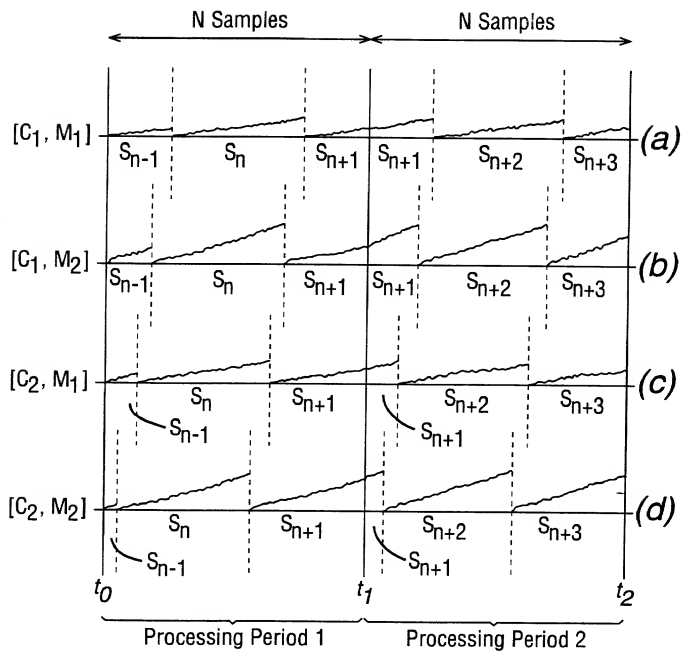 N Samples N Samples
[C1, M1] (a)
Sn-1 Sn Sn+1 Sn+1 Sn+2 Sn+3
[C1, M2] (b)
Sn-1 Sn Sn+1 Sn+1 Sn+2 Sn+3
[C2, M1] (c)
Sn Sn+1 Sn+2 Sn+3
Sn-1 Sn+1
[C2, M2] (d)
Sn Sn+1 Sn+2 Sn+3
Sn-1 Sn+1
t0 t1 t2
Processing Period 1 Processing Period 2